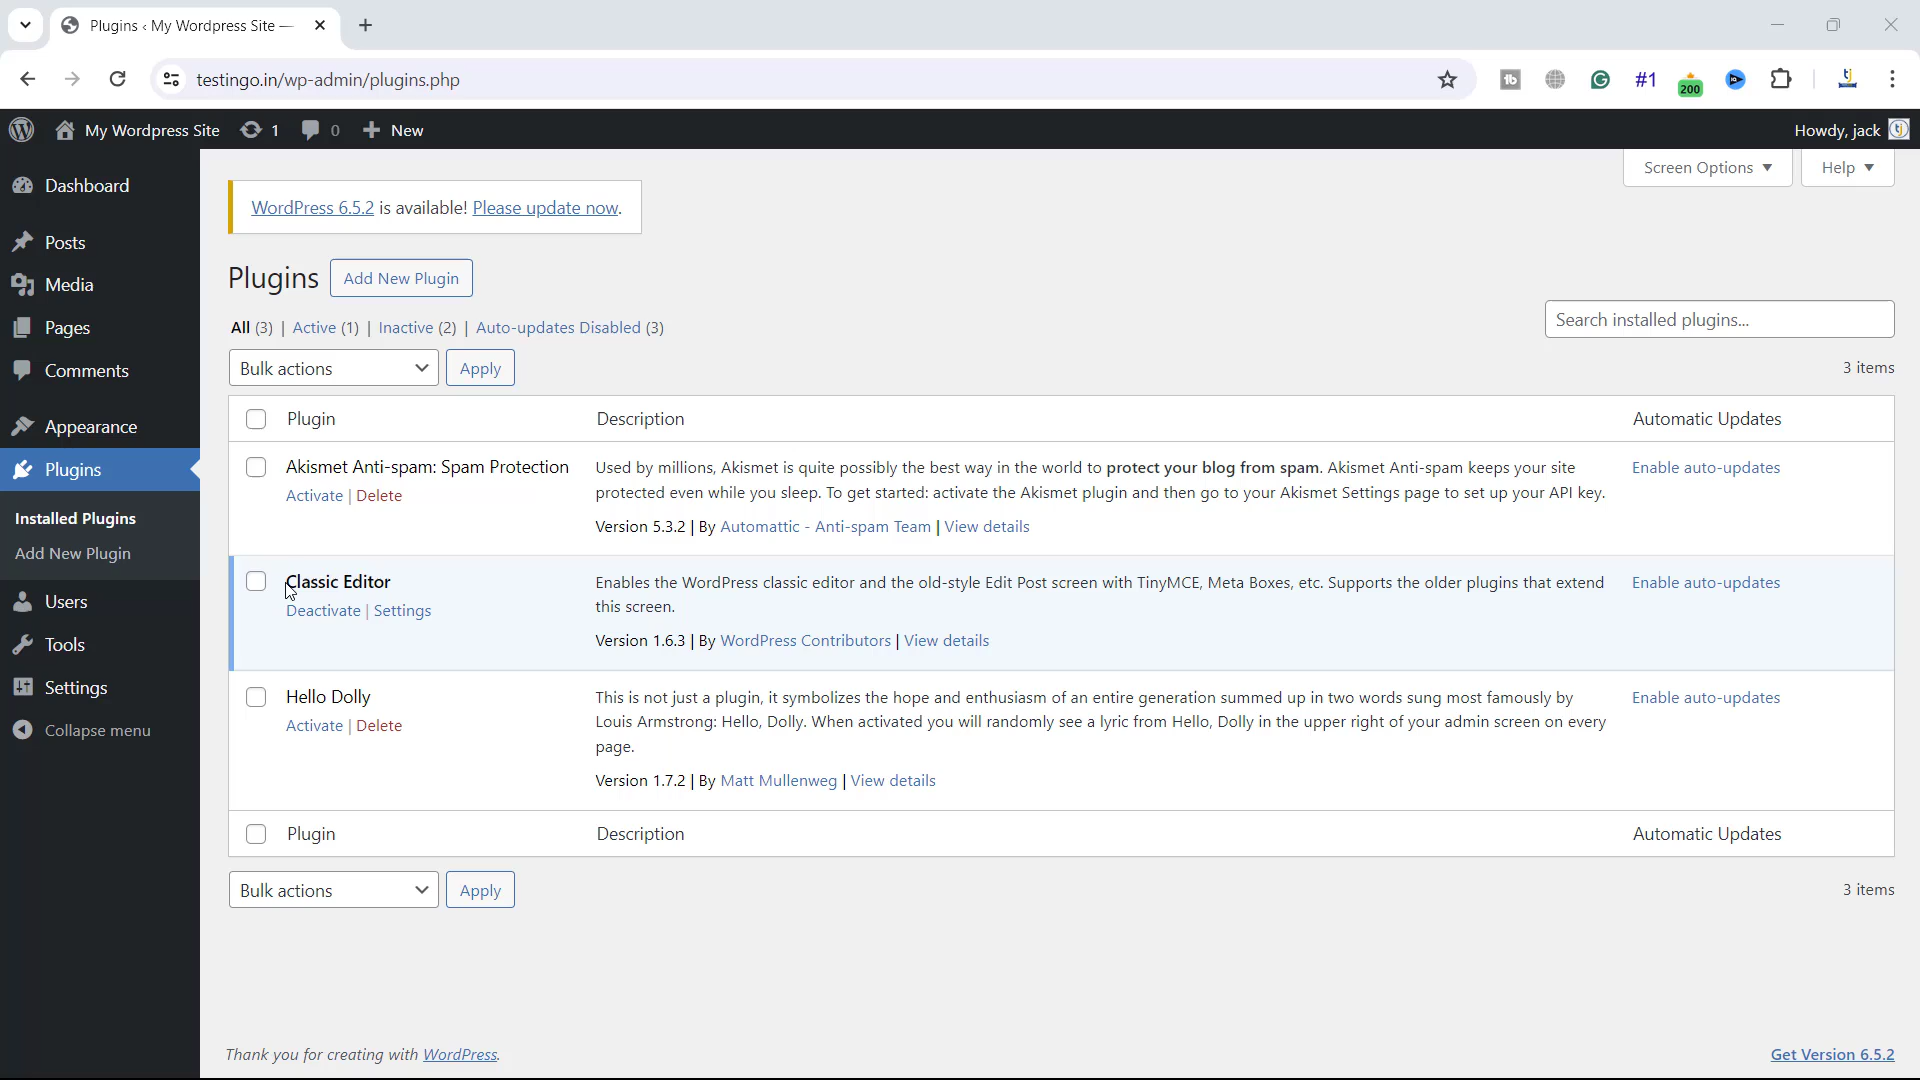 Plugins ‹ My Wordpress Site —
testingo.in/wp-admin/plugins.php
#1
200
My Wordpress Site 1 0 New
Howdy, jack
Dashboard
Posts
Media
Pages
Comments
Appearance
Plugins
Installed Plugins
Add New Plugin
Users
Tools
Settings
Collapse menu
Screen Options
Help
WordPress 6.5.2 is available! Please update now.
Plugins Add New Plugin
All (3) | Active (1) | Inactive (2) | Auto-updates Disabled (3)
Search installed plugins...
Bulk actions Apply
3 items
Plugin Description Automatic Updates
Akismet Anti-spam: Spam Protection
Activate | Delete
Used by millions, Akismet is quite possibly the best way in the world to protect your blog from spam. Akismet Anti-spam keeps your site
protected even while you sleep. To get started: activate the Akismet plugin and then go to your Akismet Settings page to set up your API key.
Version 5.3.2 | By Automattic - Anti-spam Team | View details
Enable auto-updates
Classic Editor
Deactivate | Settings
Enables the WordPress classic editor and the old-style Edit Post screen with TinyMCE, Meta Boxes, etc. Supports the older plugins that extend
this screen.
Version 1.6.3 | By WordPress Contributors | View details
Enable auto-updates
Hello Dolly
Activate | Delete
This is not just a plugin, it symbolizes the hope and enthusiasm of an entire generation summed up in two words sung most famously by
Louis Armstrong: Hello, Dolly. When activated you will randomly see a lyric from Hello, Dolly in the upper right of your admin screen on every
page.
Version 1.7.2 | By Matt Mullenweg | View details
Enable auto-updates
Plugin Description Automatic Updates
Bulk actions Apply
3 items
Thank you for creating with WordPress.
Get Version 6.5.2